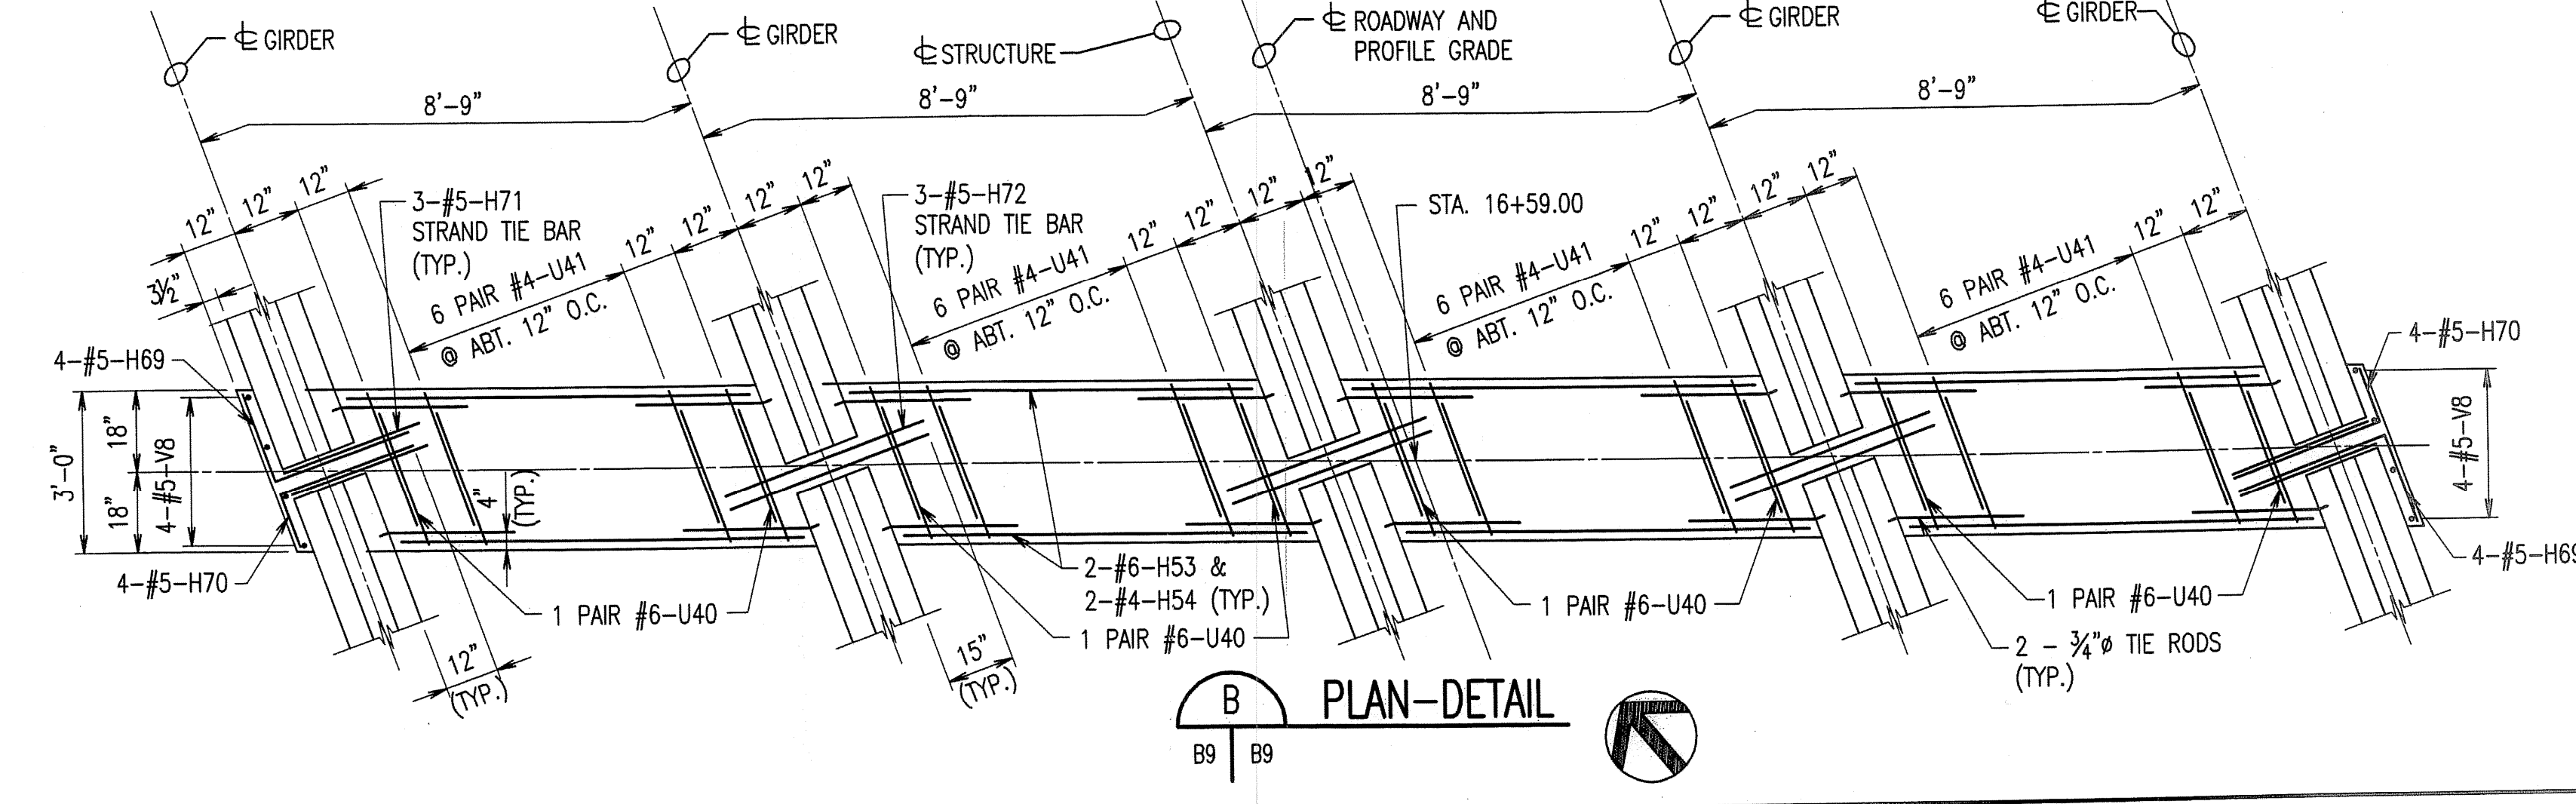 ℄ GIRDER
℄ GIRDER
℄ STRUCTURE
℄ ROADWAY AND
PROFILE GRADE
℄ GIRDER
℄ GIRDER
8'-9"
8'-9"
8'-9"
8'-9"
12"
12"
12"
3-#5-H71
STRAND TIE BAR
(TYP.)
6 PAIR #4-U41
@ ABT. 12" O.C.
12"
12"
12"
12"
3-#5-H72
STRAND TIE BAR
(TYP.)
6 PAIR #4-U41
@ ABT. 12" O.C.
12"
12"
12"
12"
STA. 16+59.00
6 PAIR #4-U41
@ ABT. 12" O.C.
12"
12"
12"
12"
6 PAIR #4-U41
@ ABT. 12" O.C.
12"
12"
3½"
4-#5-H69
4-#5-H70
3'-0"
18"
18"
4-#5-V8
4"
(TYP.)
4-#5-V8
4-#5-H70
1 PAIR #6-U40
2-#6-H53 &
2-#4-H54 (TYP.)
1 PAIR #6-U40
1 PAIR #6-U40
1 PAIR #6-U40
4-#5-H69
2 - ¾"ø TIE RODS
(TYP.)
12"
(TYP.)
15"
(TYP.)
B
PLAN-DETAIL
B9 B9